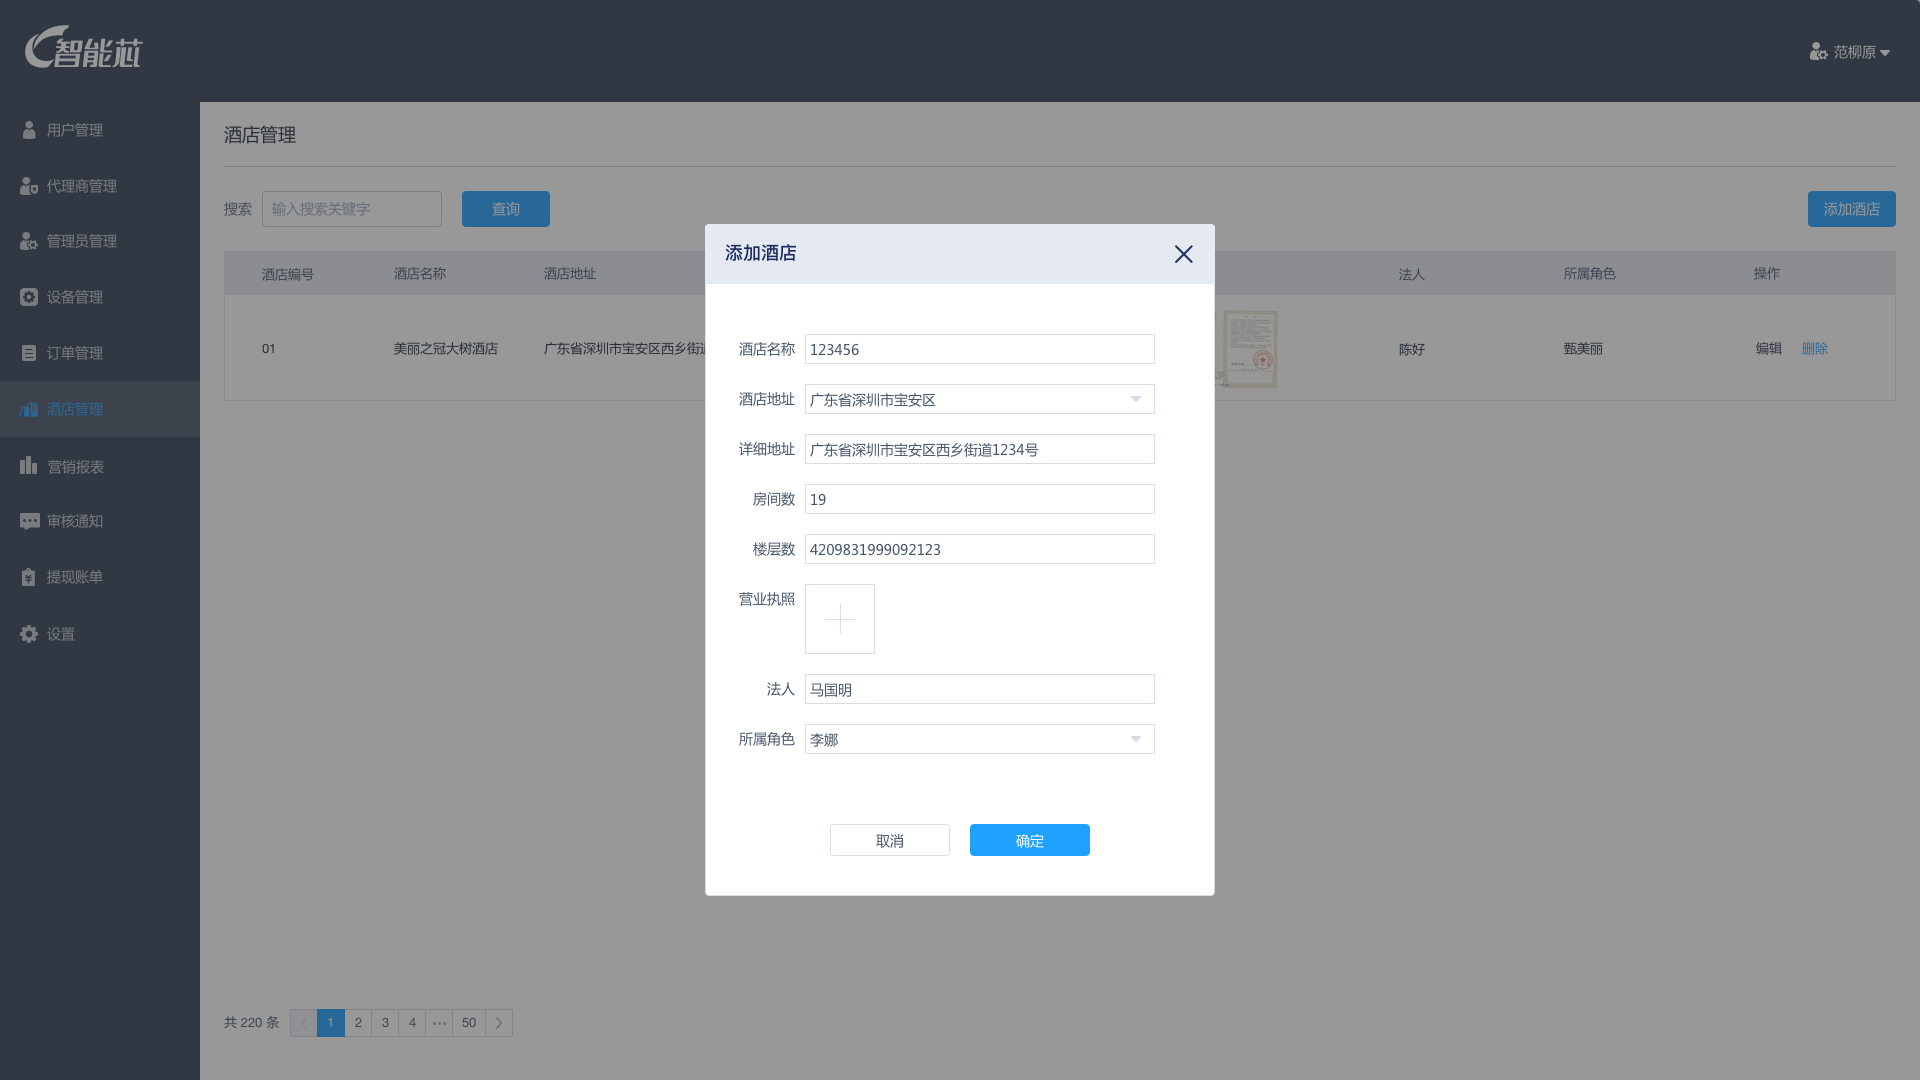 智能芯
范柳原
用户管理
代理商管理
管理员管理
设备管理
订单管理
酒店管理
营销报表
审核通知
提现账单
设置
酒店管理
搜索
输入搜索关键字
查询
添加酒店
酒店编号
酒店名称
酒店地址
法人
所属角色
操作
01
美丽之冠大树酒店
广东省深圳市宝安区西乡街道
陈好
甄美丽
编辑
删除
添加酒店
酒店名称
123456
酒店地址
广东省深圳市宝安区
详细地址
广东省深圳市宝安区西乡街道1234号
房间数
19
楼层数
4209831999092123
营业执照
法人
马国明
所属角色
李娜
取消
确定
共 220 条
1 2 3 4 ••• 50